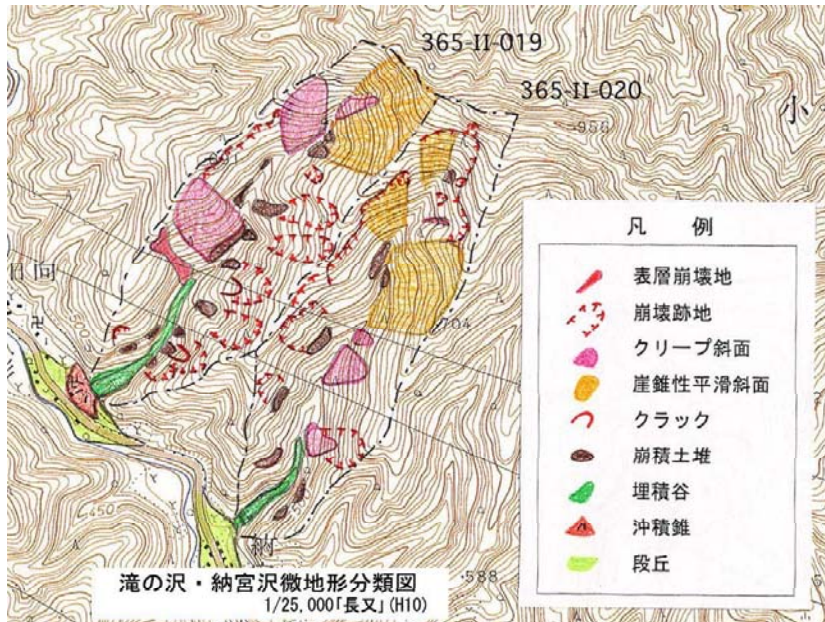 365-II-019
365-II-020
小
956
891
日向
500
704
凡 例
表層崩壊地
崩壊跡地
クリープ斜面
崖錐性平滑斜面
クラック
崩積土堆
埋積谷
沖積錐
段丘
450
納
588
滝の沢・納宮沢微地形分類図
1/25,000「長又」(H10)